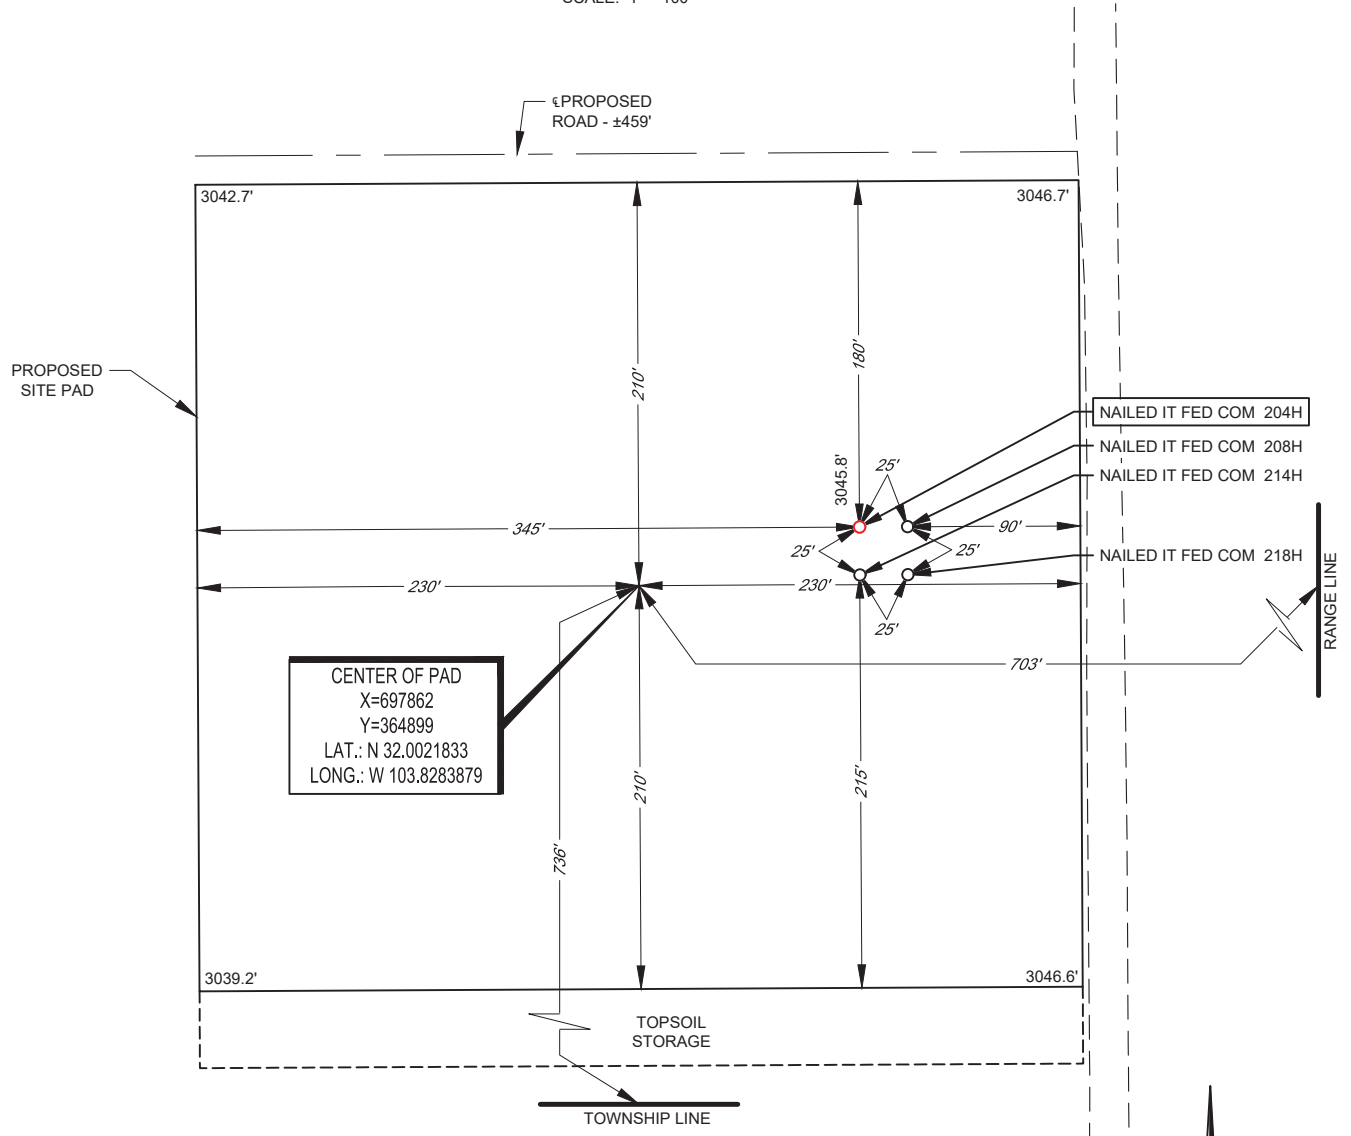 ℄PROPOSED
ROAD - ±459'
3042.7'
3046.7'
210'
180'
PROPOSED
SITE PAD
NAILED IT FED COM 204H
NAILED IT FED COM 208H
NAILED IT FED COM 214H
3045.8'
25'
345'
90'
25'
25'
NAILED IT FED COM 218H
230'
230'
25'
RANGE LINE
703'
CENTER OF PAD
X=697862
Y=364899
LAT.: N 32.0021833
LONG.: W 103.8283879
210'
215'
736'
3039.2'
3046.6'
TOPSOIL
STORAGE
TOWNSHIP LINE